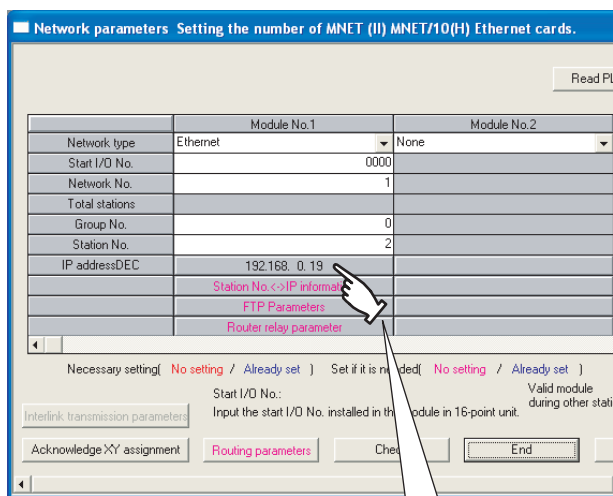 Network parameters Setting the number of MNET (II) MNET/10(H) Ethernet cards.
Read PL
Module No.1 Module No.2
Network type Ethernet None
Start I/O No. 0000
Network No. 1
Total stations
Group No. 0
Station No. 2
IP addressDEC 192.168. 0. 19
Station No.<->IP informati
FTP Parameters
Router relay parameter
Necessary setting( No setting / Already set ) Set if it is needed( No setting / Already set )
Start I/O No.: Valid module
Input the start I/O No. installed in the module in 16-point unit. during other stati
Interlink transmission parameters
Acknowledge XY assignment Routing parameters Che End